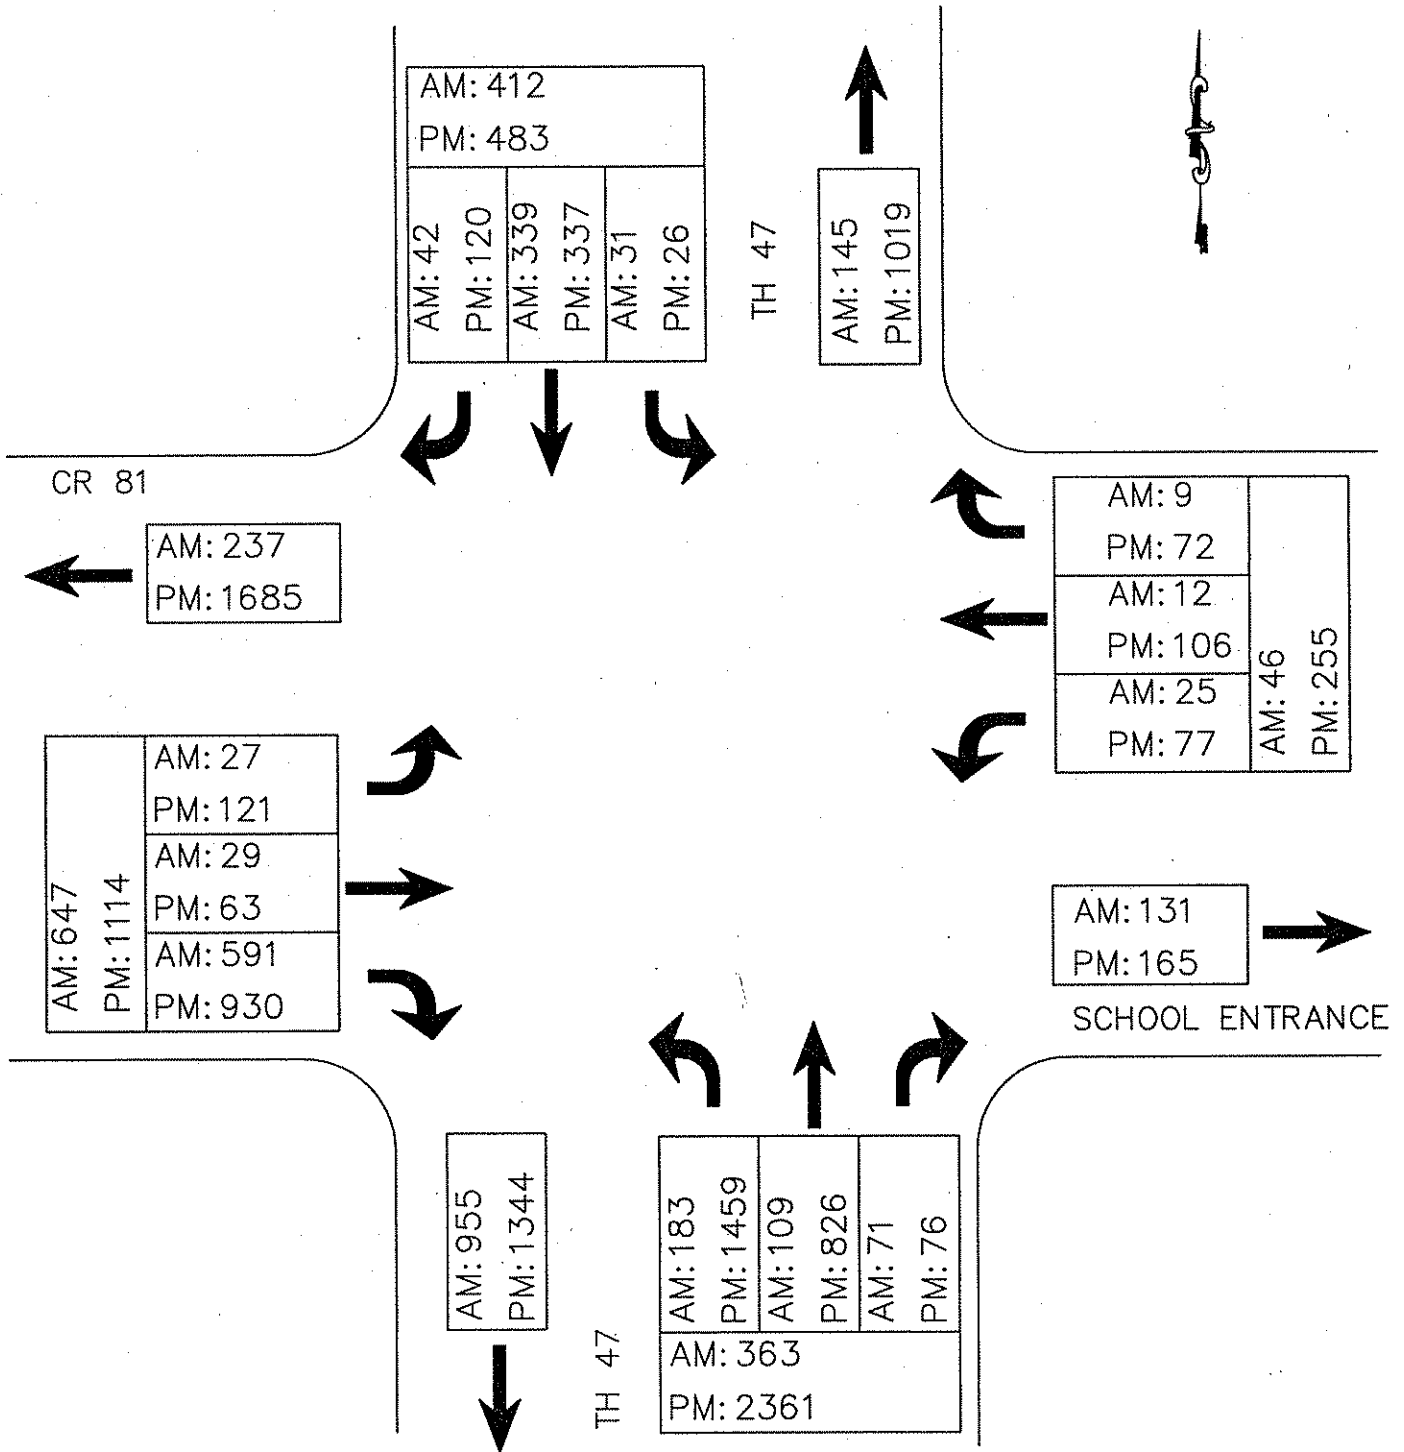 AM: 412
PM: 483
AM: 42
PM: 120
AM: 339
PM: 337
AM: 31
PM: 26
TH 47
AM: 145
PM: 1019
CR 81
AM: 237
PM: 1685
AM: 9
PM: 72
AM: 12
PM: 106
AM: 25
PM: 77
AM: 46
PM: 255
AM: 647
PM: 1114
AM: 27
PM: 121
AM: 29
PM: 63
AM: 591
PM: 930
AM: 131
PM: 165
SCHOOL ENTRANCE
AM: 955
PM: 1344
TH 47
AM: 183
PM: 1459
AM: 109
PM: 826
AM: 71
PM: 76
AM: 363
PM: 2361